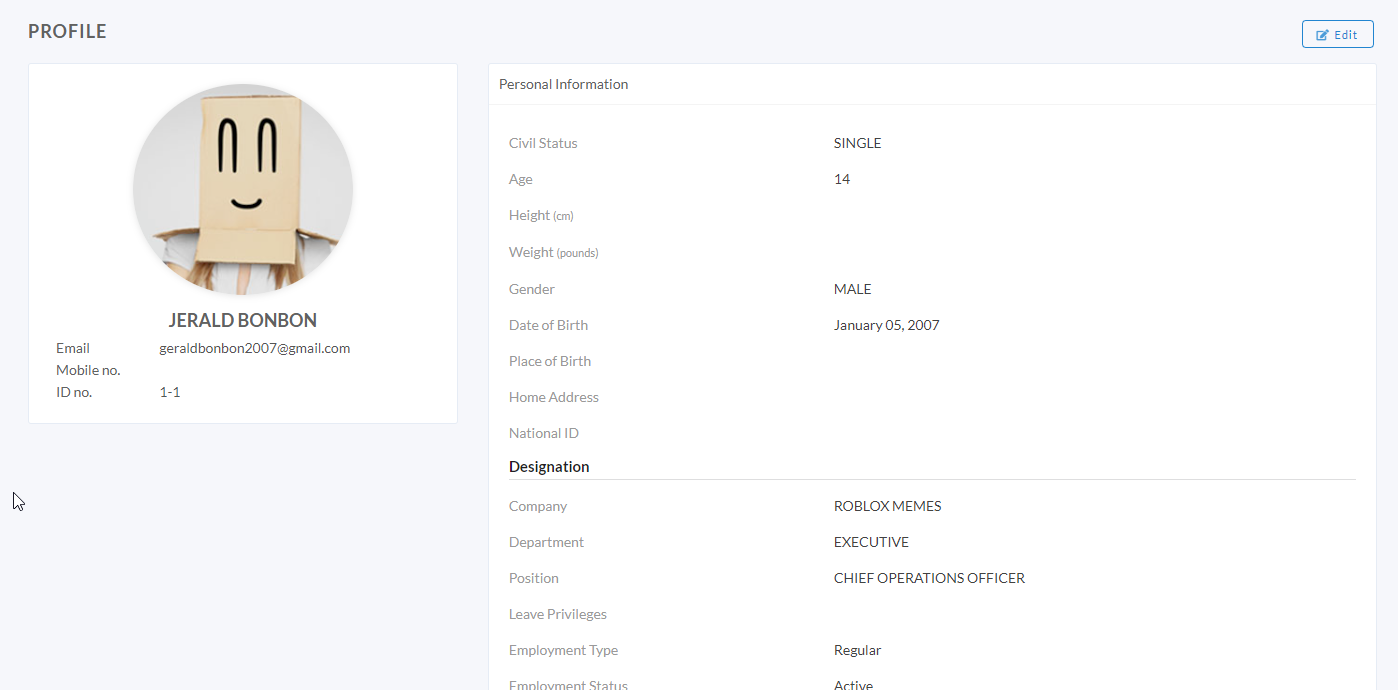 PROFILE
Edit
JERALD BONBON
Email geraldbonbon2007@gmail.com
Mobile no.
ID no. 1-1
Personal Information
Civil Status SINGLE
Age 14
Height (cm)
Weight (pounds)
Gender MALE
Date of Birth January 05, 2007
Place of Birth
Home Address
National ID
Designation
Company ROBLOX MEMES
Department EXECUTIVE
Position CHIEF OPERATIONS OFFICER
Leave Privileges
Employment Type Regular
Employment Status Active